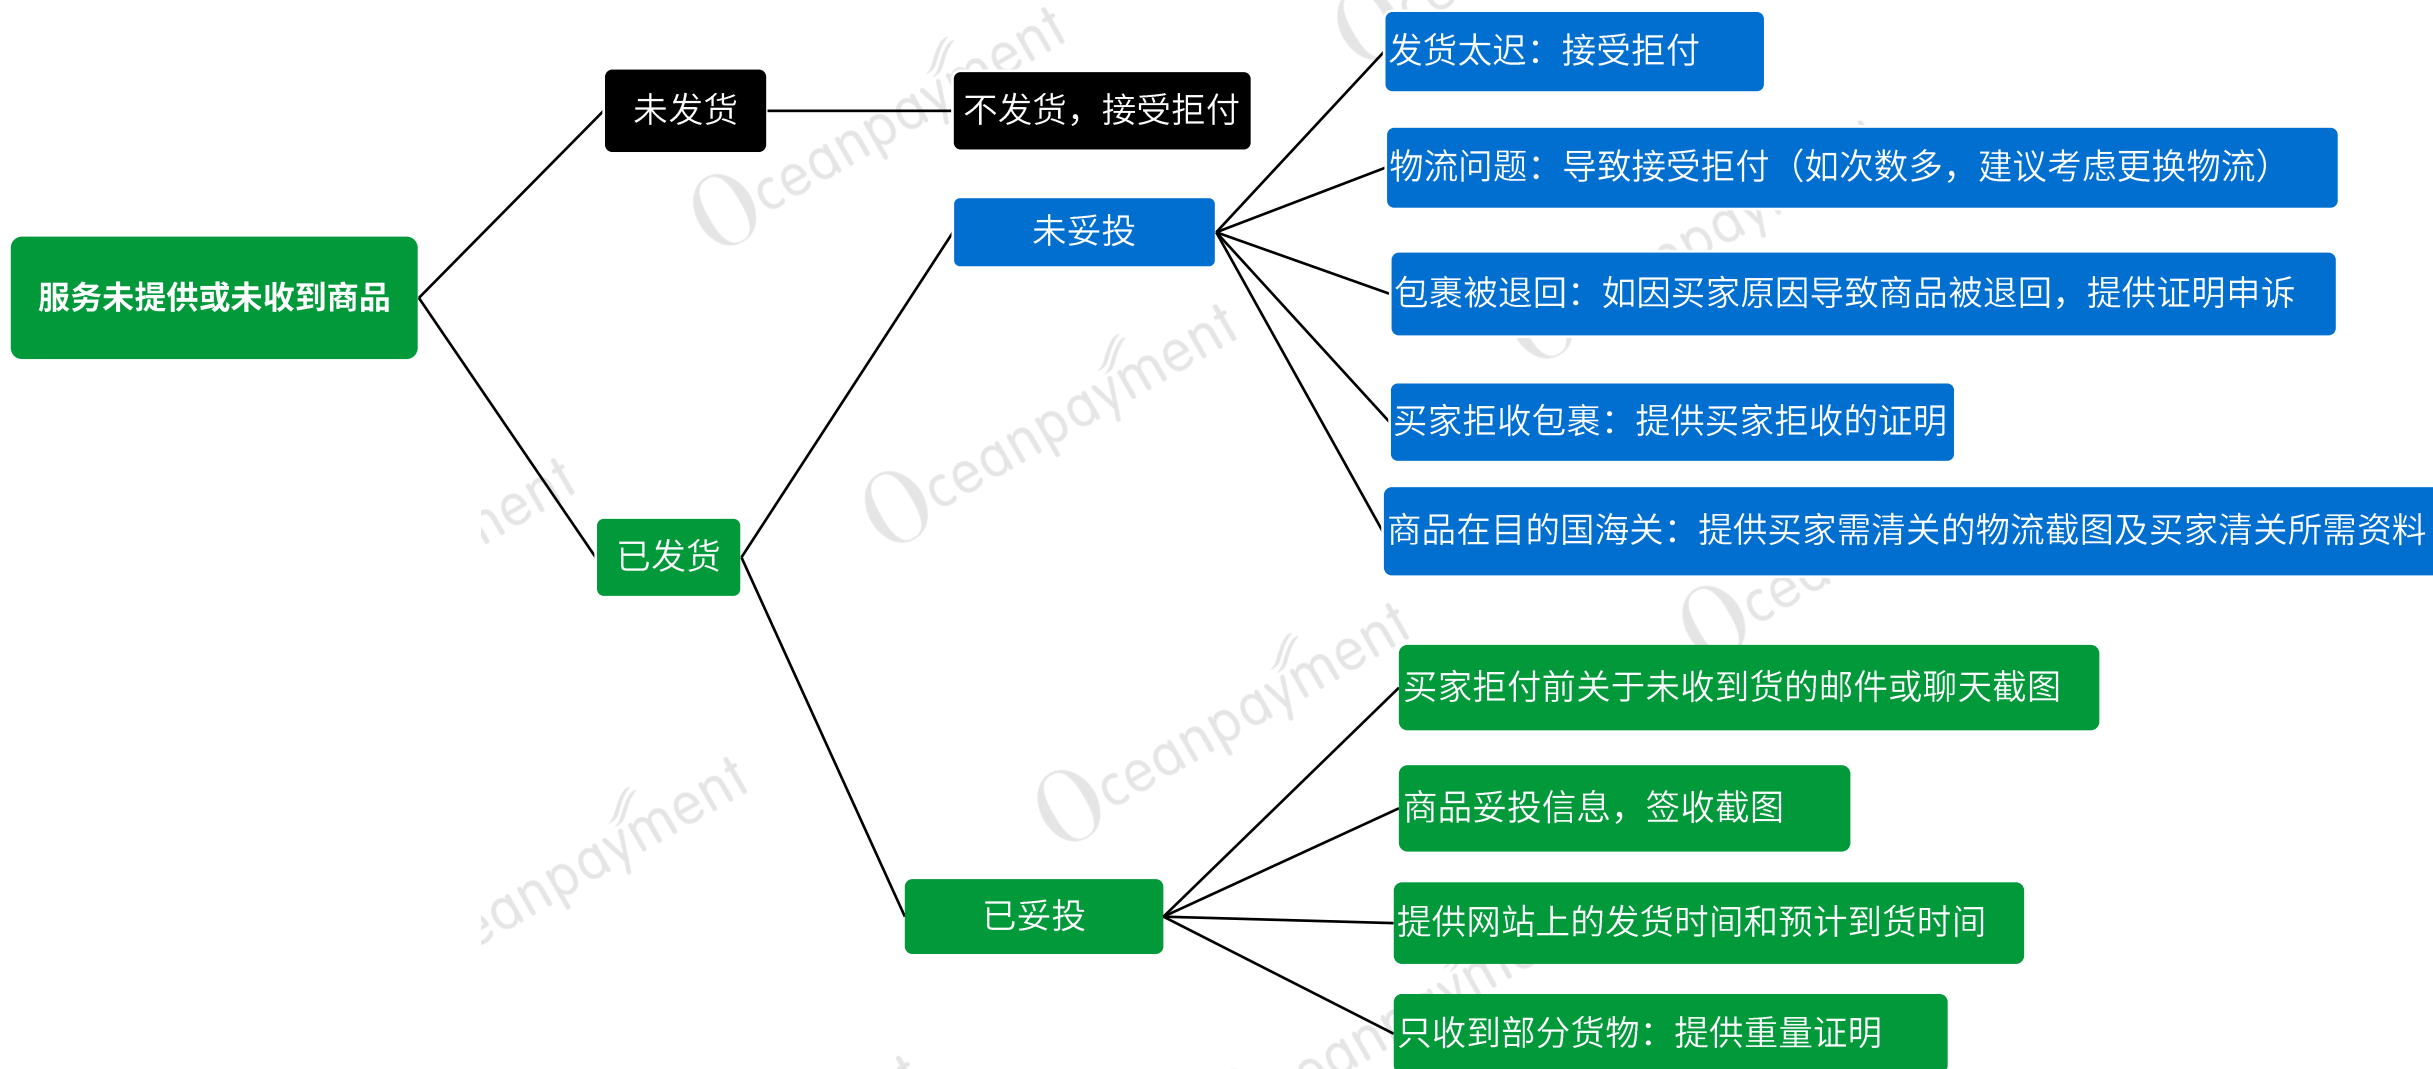 服务未提供或未收到商品
未发货
不发货，接受拒付
已发货
未妥投
发货太迟：接受拒付
物流问题：导致接受拒付（如次数多，建议考虑更换物流）
包裹被退回：如因买家原因导致商品被退回，提供证明申诉
买家拒收包裹：提供买家拒收的证明
商品在目的国海关：提供买家需清关的物流截图及买家清关所需资料
已妥投
买家拒付前关于未收到货的邮件或聊天截图
商品妥投信息，签收截图
提供网站上的发货时间和预计到货时间
只收到部分货物：提供重量证明
Oceanpayment
Oceanpayment
Oceanpayment